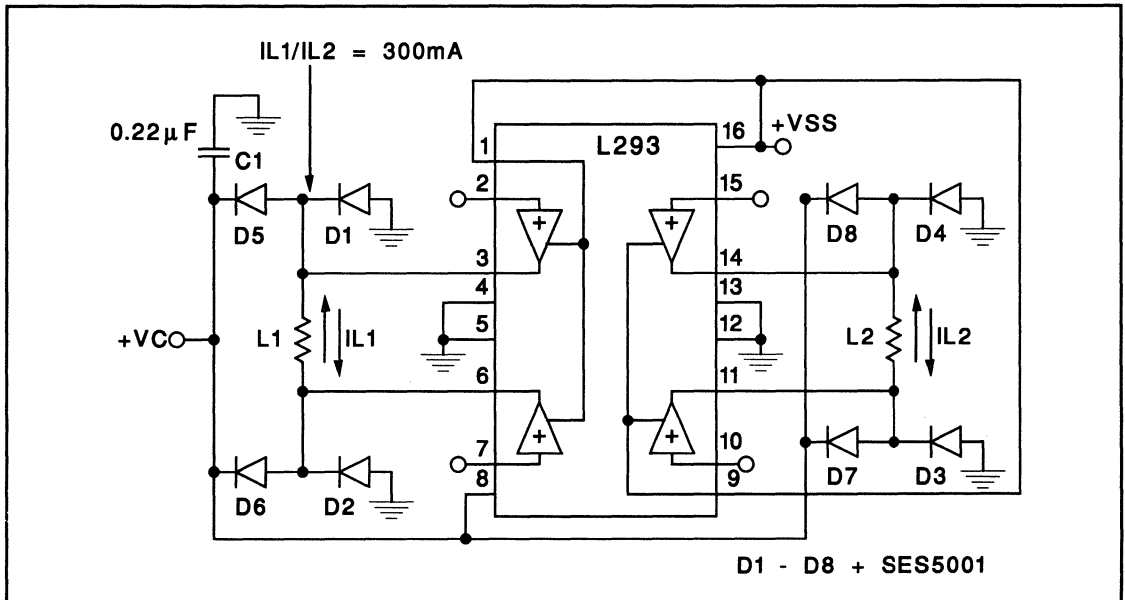 IL1/IL2 = 300mA
0.22µF
C1
L293
+VSS
1
16
2
15
D5
D1
D8
D4
3
14
4
13
5
12
+VC
L1
IL1
L2
IL2
6
11
7
10
8
9
D6
D2
D7
D3
+
+
+
+
D1 - D8 + SES5001